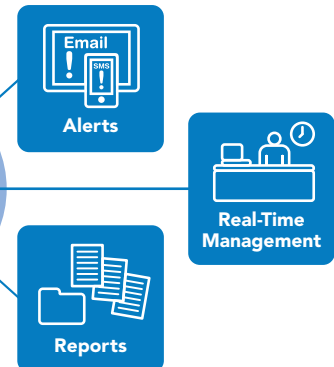 Email
!
SMS
!
Alerts
Real-Time
Management
Reports